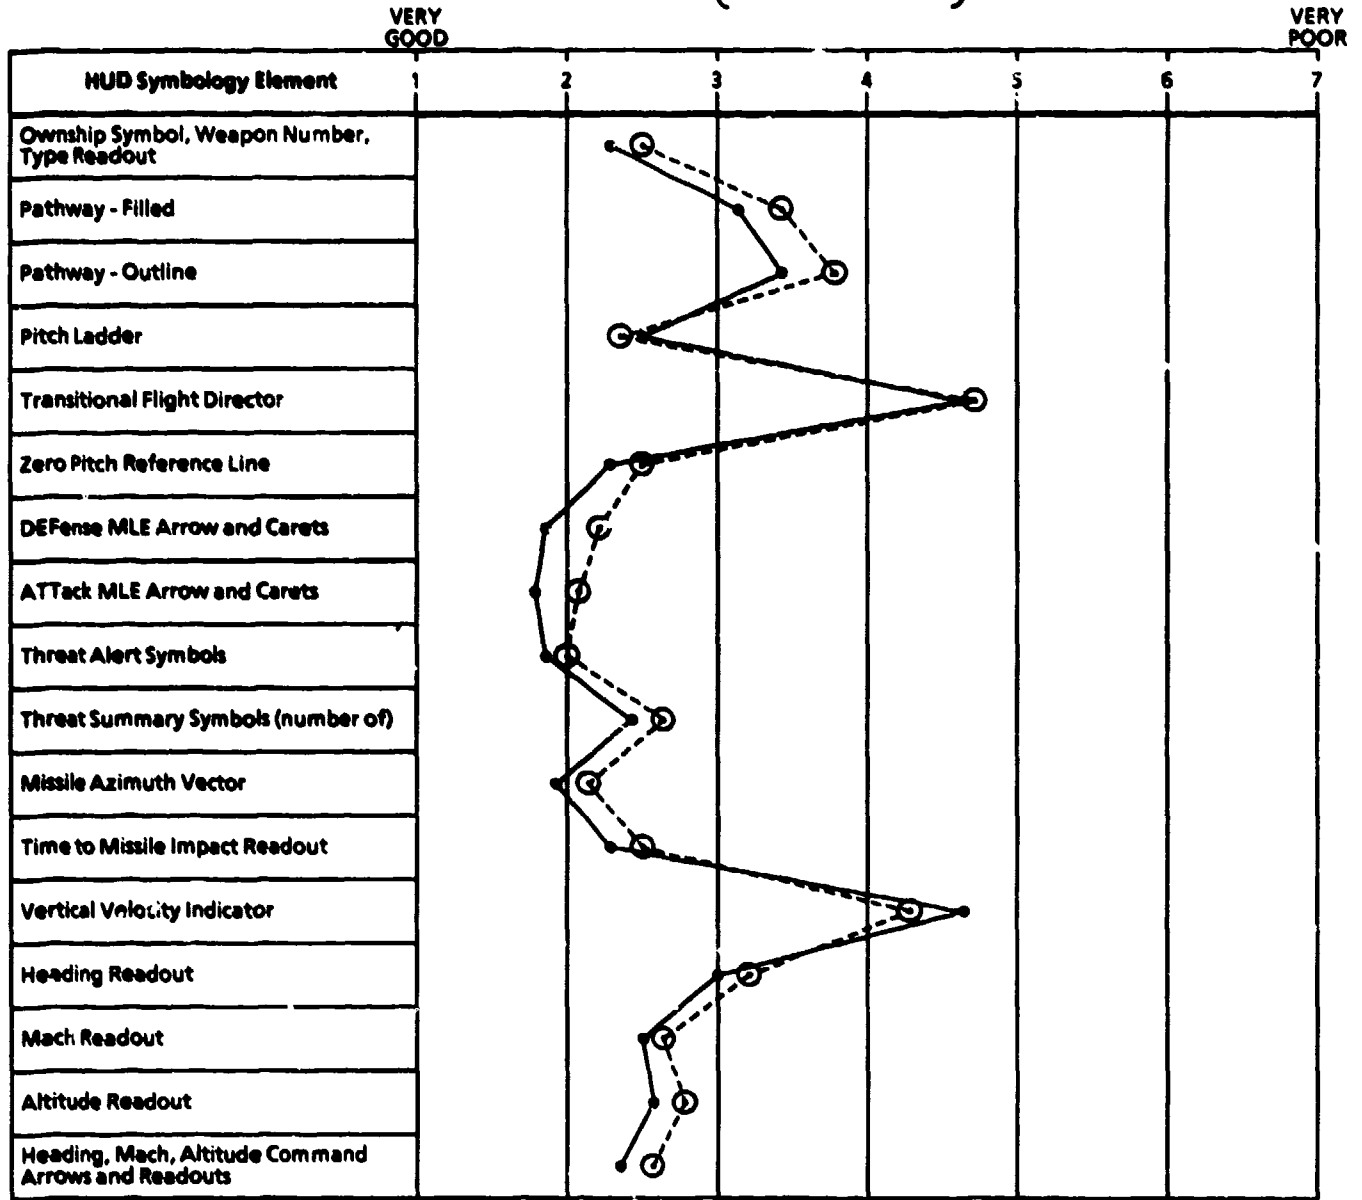 VERY
GOOD
VERY
POOR
HUD Symbology Element 1 2 3 4 5 6 7
Ownship Symbol, Weapon Number,
Type Readout
Pathway - Filled
Pathway - Outline
Pitch Ladder
Transitional Flight Director
Zero Pitch Reference Line
DEFense MLE Arrow and Carets
ATTack MLE Arrow and Carets
Threat Alert Symbols
Threat Summary Symbols (number of)
Missile Azimuth Vector
Time to Missile Impact Readout
Vertical Velocity Indicator
Heading Readout
Mach Readout
Altitude Readout
Heading, Mach, Altitude Command
Arrows and Readouts